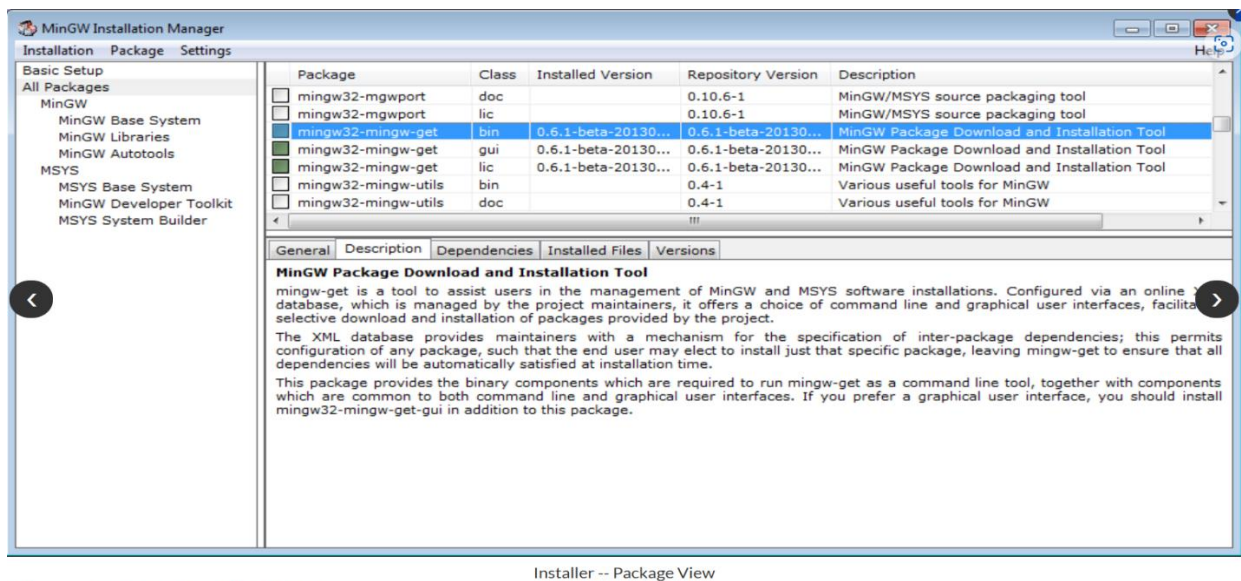 MinGW Installation Manager
Installation Package Settings Help
Basic Setup
All Packages
MinGW
MinGW Base System
MinGW Libraries
MinGW Autotools
MSYS
MSYS Base System
MinGW Developer Toolkit
MSYS System Builder
Package Class Installed Version Repository Version Description
mingw32-mgwport doc 0.10.6-1 MinGW/MSYS source packaging tool
mingw32-mgwport lic 0.10.6-1 MinGW/MSYS source packaging tool
mingw32-mingw-get bin 0.6.1-beta-20130... 0.6.1-beta-20130... MinGW Package Download and Installation Tool
mingw32-mingw-get gui 0.6.1-beta-20130... 0.6.1-beta-20130... MinGW Package Download and Installation Tool
mingw32-mingw-get lic 0.6.1-beta-20130... 0.6.1-beta-20130... MinGW Package Download and Installation Tool
mingw32-mingw-utils bin 0.4-1 Various useful tools for MinGW
mingw32-mingw-utils doc 0.4-1 Various useful tools for MinGW
General Description Dependencies Installed Files Versions
MinGW Package Download and Installation Tool
mingw-get is a tool to assist users in the management of MinGW and MSYS software installations. Configured via an online
database, which is managed by the project maintainers, it offers a choice of command line and graphical user interfaces,
selective download and installation of packages provided by the project.
The XML database provides maintainers with a mechanism for the specification of inter-package dependencies; this permits
configuration of any package, such that the end user may elect to install just that specific package, leaving mingw-get to ensure that all
dependencies will be automatically satisfied at installation time.
This package provides the binary components which are required to run mingw-get as a command line tool, together with components
which are common to both command line and graphical user interfaces. If you prefer a graphical user interface, you should install
mingw32-mingw-get-gui in addition to this package.
Installer -- Package View